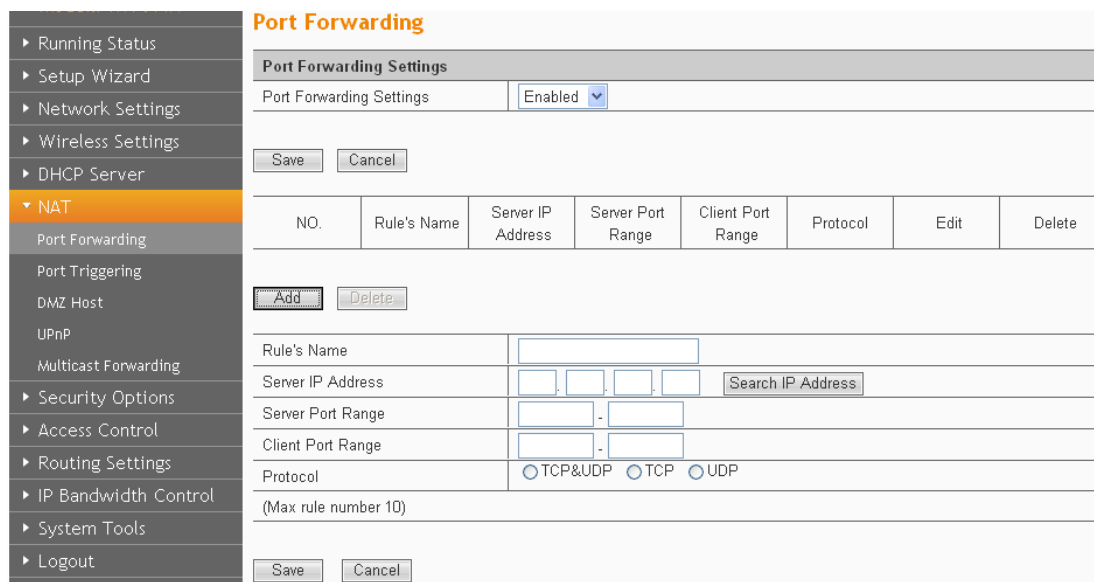 Port Forwarding
Running Status
Setup Wizard
Network Settings
Wireless Settings
DHCP Server
NAT
Port Forwarding
Port Triggering
DMZ Host
UPnP
Multicast Forwarding
Security Options
Access Control
Routing Settings
IP Bandwidth Control
System Tools
Logout
Port Forwarding Settings
Port Forwarding Settings Enabled
Save Cancel
NO. Rule's Name Server IP Address Server Port Range Client Port Range Protocol Edit Delete
Add Delete
Rule's Name
Server IP Address . . . Search IP Address
Server Port Range -
Client Port Range -
Protocol TCP&UDP TCP UDP
(Max rule number 10)
Save Cancel